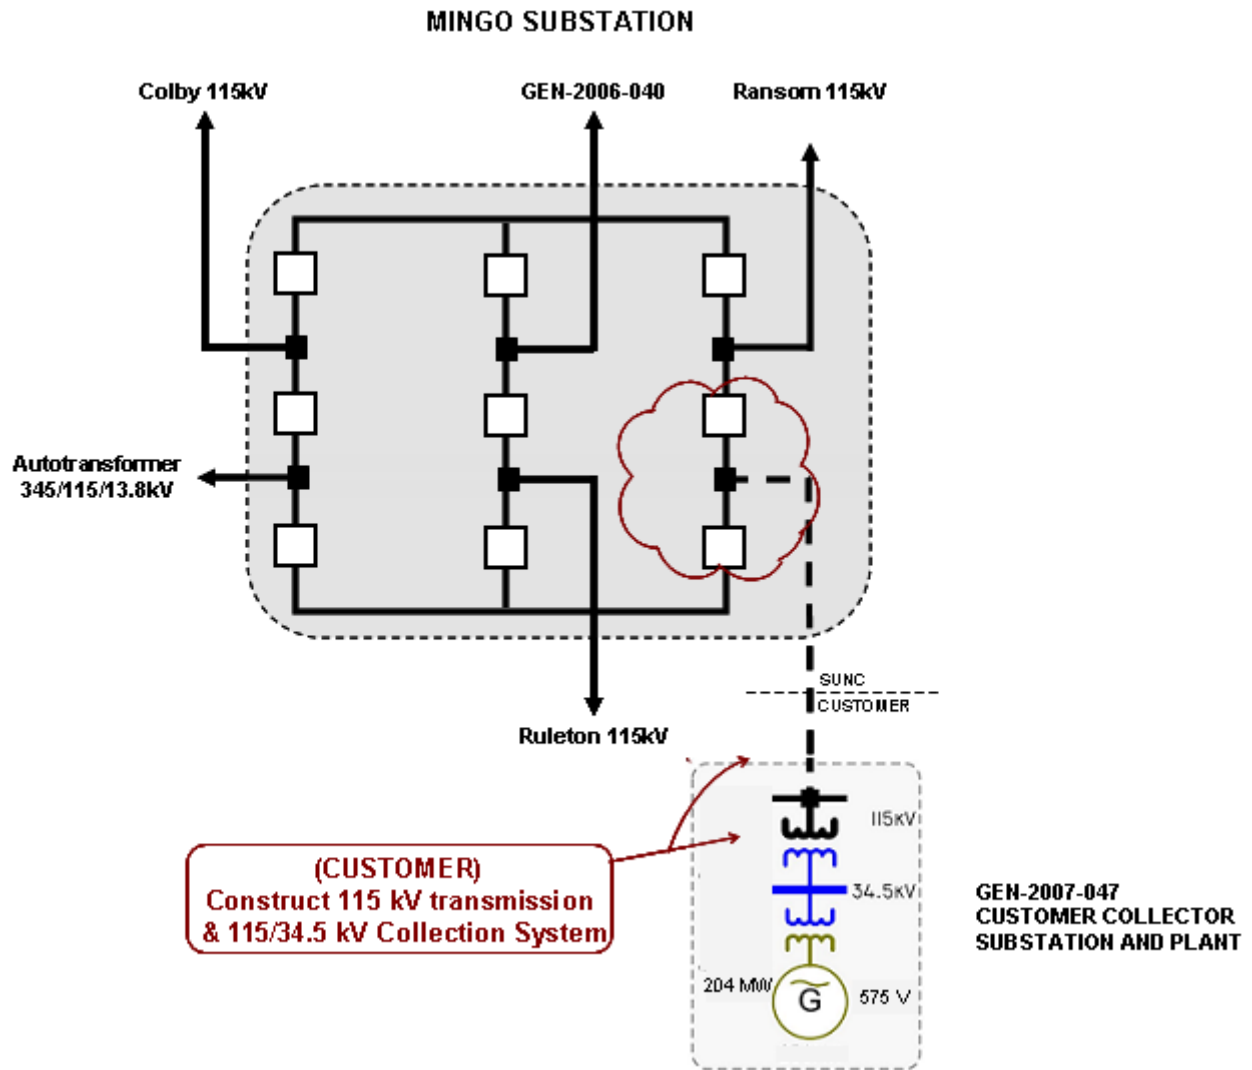 MINGO SUBSTATION
Colby 115kV
GEN-2006-040
Ransom 115kV
Autotransformer
345/115/13.8kV
SUNC
CUSTOMER
Ruleton 115kV
115kV
(CUSTOMER)
Construct 115 kV transmission
& 115/34.5 kV Collection System
34.5kV
GEN-2007-047
CUSTOMER COLLECTOR
SUBSTATION AND PLANT
204 MW
G
575 V